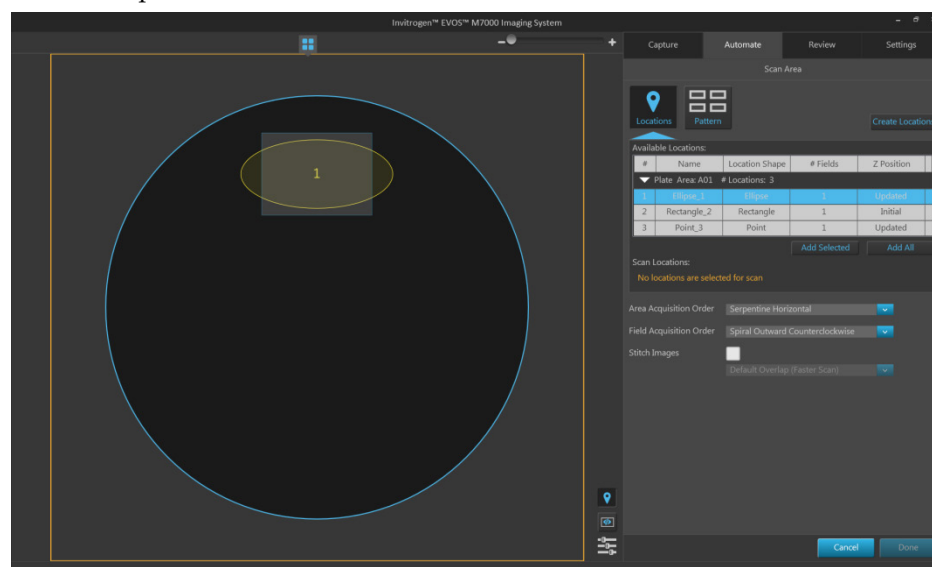 Invitrogen™ EVOS™ M7000 Imaging System
Capture Automate Review Settings
Scan Area
Locations Pattern Create Location
Available Locations:
# Name Location Shape # Fields Z Position
Plate Area: A01 # Locations: 3
1 Ellipse_1 Ellipse 1 Updated
2 Rectangle_2 Rectangle 1 Initial
3 Point_3 Point 1 Updated
Add Selected Add All
Scan Locations:
No locations are selected for scan
Area Acquisition Order Serpentine Horizontal
Field Acquisition Order Spiral Outward Counterclockwise
Stitch Images
Default Overlap (Faster Scan)
Cancel Done
1